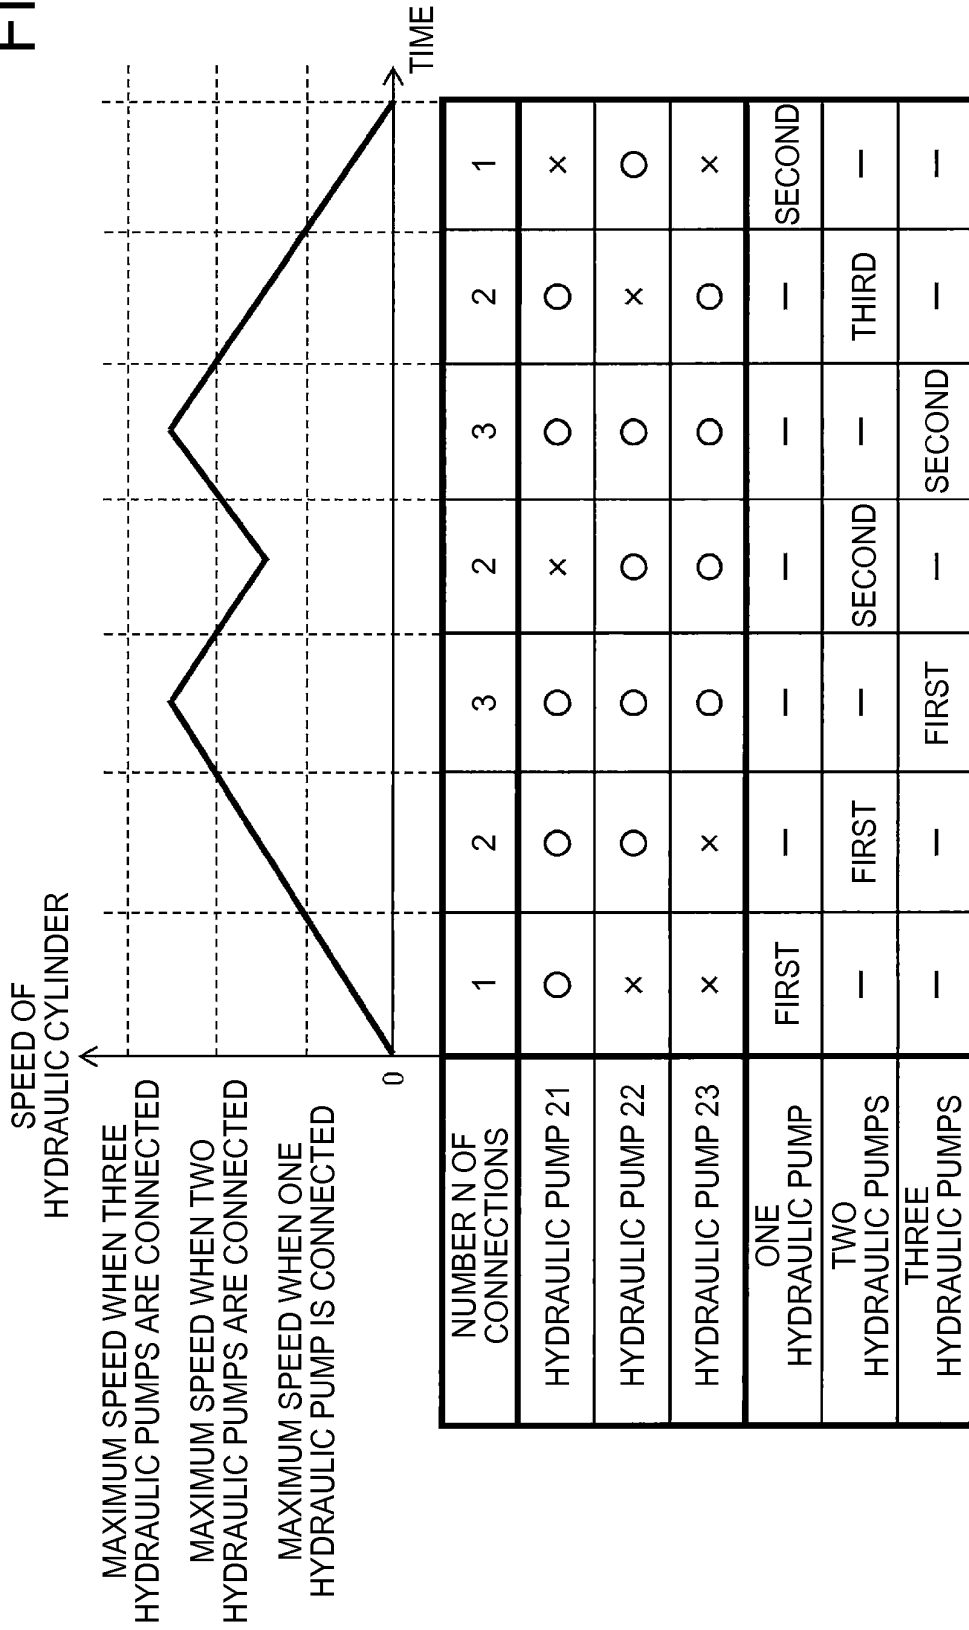 FI
SPEED OF
HYDRAULIC CYLINDER
MAXIMUM SPEED WHEN THREE
HYDRAULIC PUMPS ARE CONNECTED
MAXIMUM SPEED WHEN TWO
HYDRAULIC PUMPS ARE CONNECTED
MAXIMUM SPEED WHEN ONE
HYDRAULIC PUMP IS CONNECTED
0
TIME
NUMBER N OF
CONNECTIONS
1 2 3 2 3 2 1
HYDRAULIC PUMP 21 ○ ○ ○ × ○ ○ ×
HYDRAULIC PUMP 22 × ○ ○ ○ ○ × ○
HYDRAULIC PUMP 23 × × ○ ○ ○ ○ ×
ONE
HYDRAULIC PUMP
FIRST — — — — — SECOND
TWO
HYDRAULIC PUMPS
— FIRST — SECOND — THIRD —
THREE
HYDRAULIC PUMPS
— — FIRST — SECOND — —